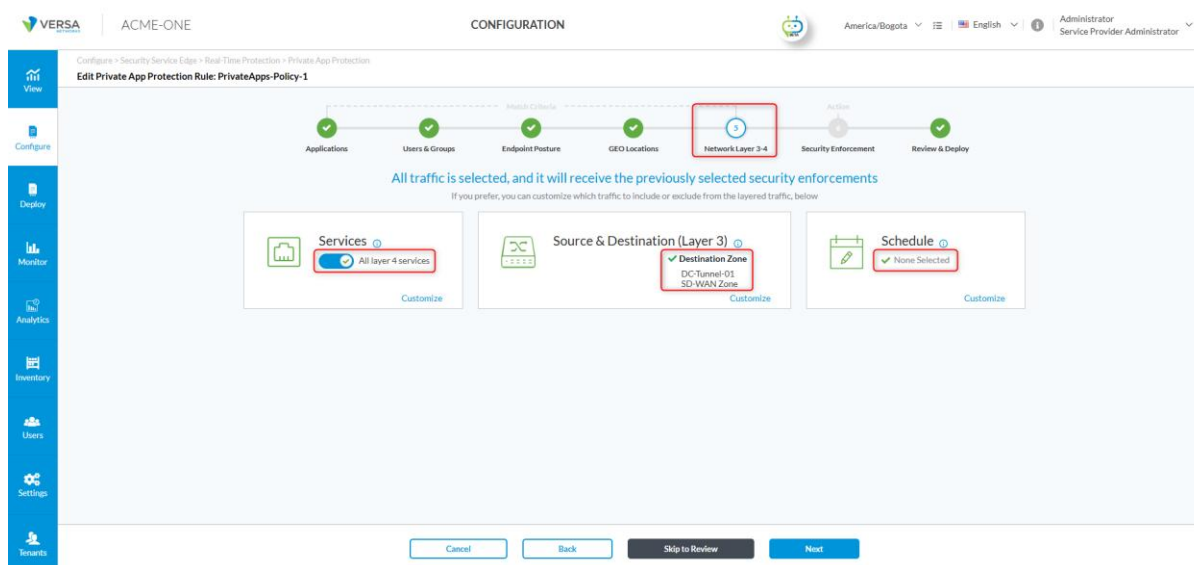 VERSA
NETWORKS
ACME-ONE
CONFIGURATION
America/Bogota
English
Administrator
Service Provider Administrator
Configure > Security Service Edge > Real-Time Protection > Private App Protection
Edit Private App Protection Rule: PrivateApps-Policy-1
View
Configure
Deploy
Monitor
Analytics
Inventory
Users
Settings
Tenants
Match Criteria
Action
5
Applications
Users & Groups
Endpoint Posture
GEO Locations
Network Layer 3-4
Security Enforcement
Review & Deploy
All traffic is selected, and it will receive the previously selected security enforcements
If you prefer, you can customize which traffic to include or exclude from the layered traffic, below
Services
All layer 4 services
Customize
Source & Destination (Layer 3)
Destination Zone
DC-Tunnel-01
SD-WAN Zone
Customize
Schedule
None Selected
Customize
Cancel
Back
Skip to Review
Next